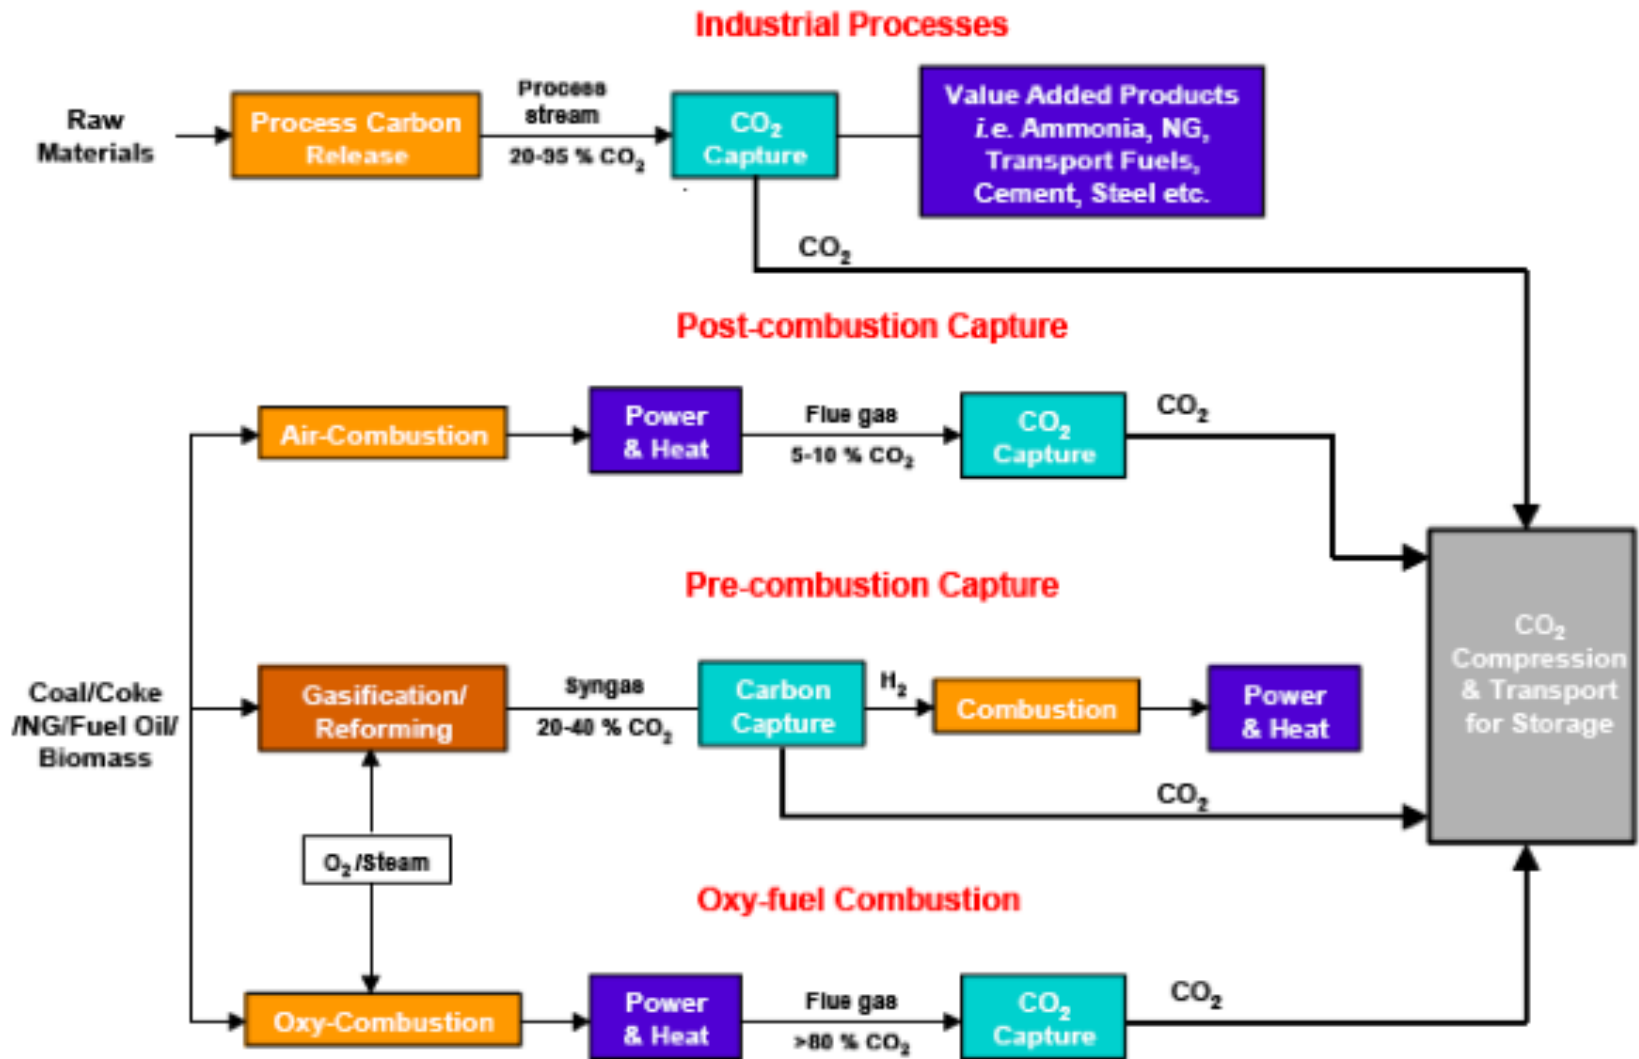 Industrial Processes
Raw
Materials
Process Carbon
Release
Process
stream
20-95 % CO₂
CO₂
Capture
Value Added Products
i.e. Ammonia, NG,
Transport Fuels,
Cement, Steel etc.
CO₂
Post-combustion Capture
Air-Combustion
Power
& Heat
Flue gas
5-10 % CO₂
CO₂
Capture
CO₂
Pre-combustion Capture
Coal/Coke
/NG/Fuel Oil/
Biomass
Gasification/
Reforming
Syngas
20-40 % CO₂
Carbon
Capture
H₂
Combustion
Power
& Heat
CO₂
CO₂
Compression
& Transport
for Storage
O₂ /Steam
Oxy-fuel Combustion
Oxy-Combustion
Power
& Heat
Flue gas
>80 % CO₂
CO₂
Capture
CO₂